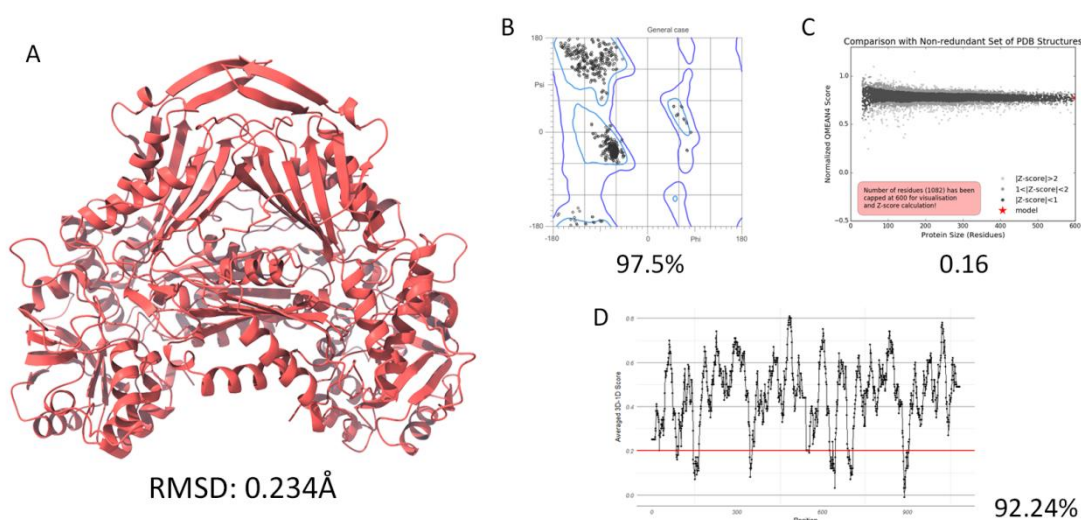 A
RMSD: 0.234Å
B
General case
180
Psi
0
-180
-180
0
Phi
180
97.5%
C
Comparison with Non-redundant Set of PDB Structures
Normalized QMEAN4 Score
1.0
0.5
0.0
−0.5
0
100
200
300
400
500
600
Protein Size (Residues)
Number of residues (1082) has been
capped at 600 for visualisation
and Z-score calculation!
|Z-score|>2
1<|Z-score|<2
|Z-score|<1
model
0.16
D
Averaged 3D-1D Score
0.8
0.6
0.4
0.2
0.0
0
300
600
900
92.24%